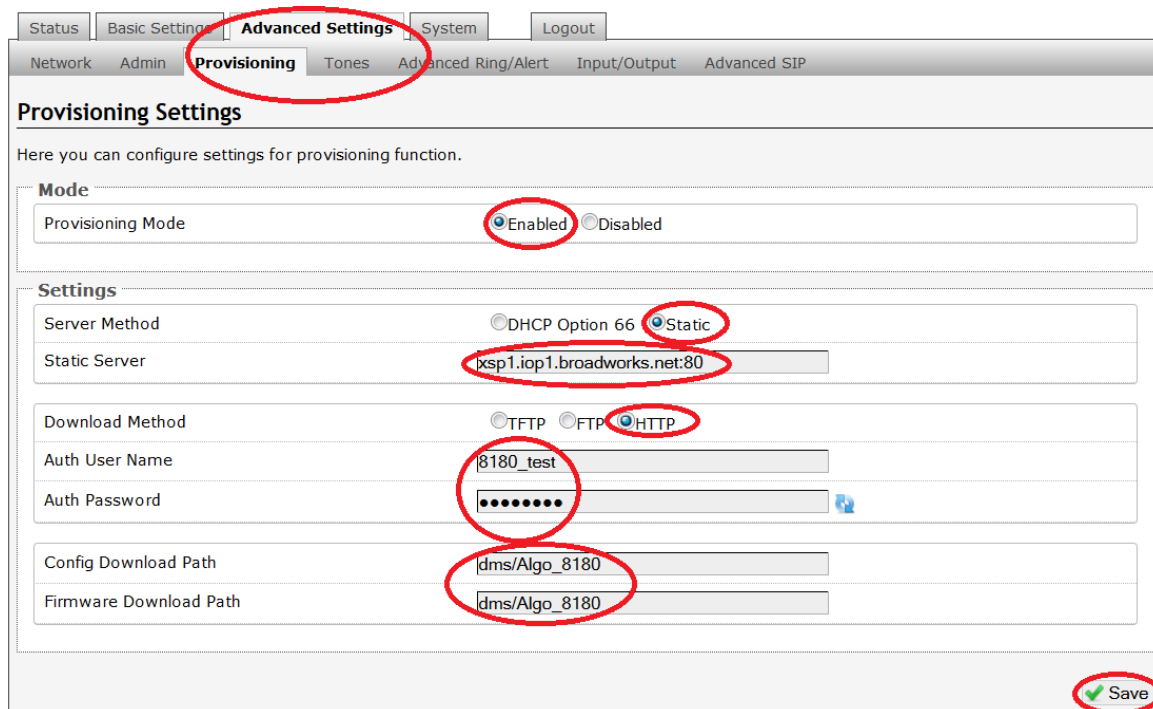 Status Basic Settings Advanced Settings System Logout
Network Admin Provisioning Tones Advanced Ring/Alert Input/Output Advanced SIP
Provisioning Settings
Here you can configure settings for provisioning function.
Mode
Provisioning Mode Enabled Disabled
Settings
Server Method DHCP Option 66 Static
Static Server xsp1.iop1.broadworks.net:80
Download Method TFTP FTP HTTP
Auth User Name 8180_test
Auth Password ●●●●●●●●
Config Download Path dms/Algo_8180
Firmware Download Path dms/Algo_8180
Save